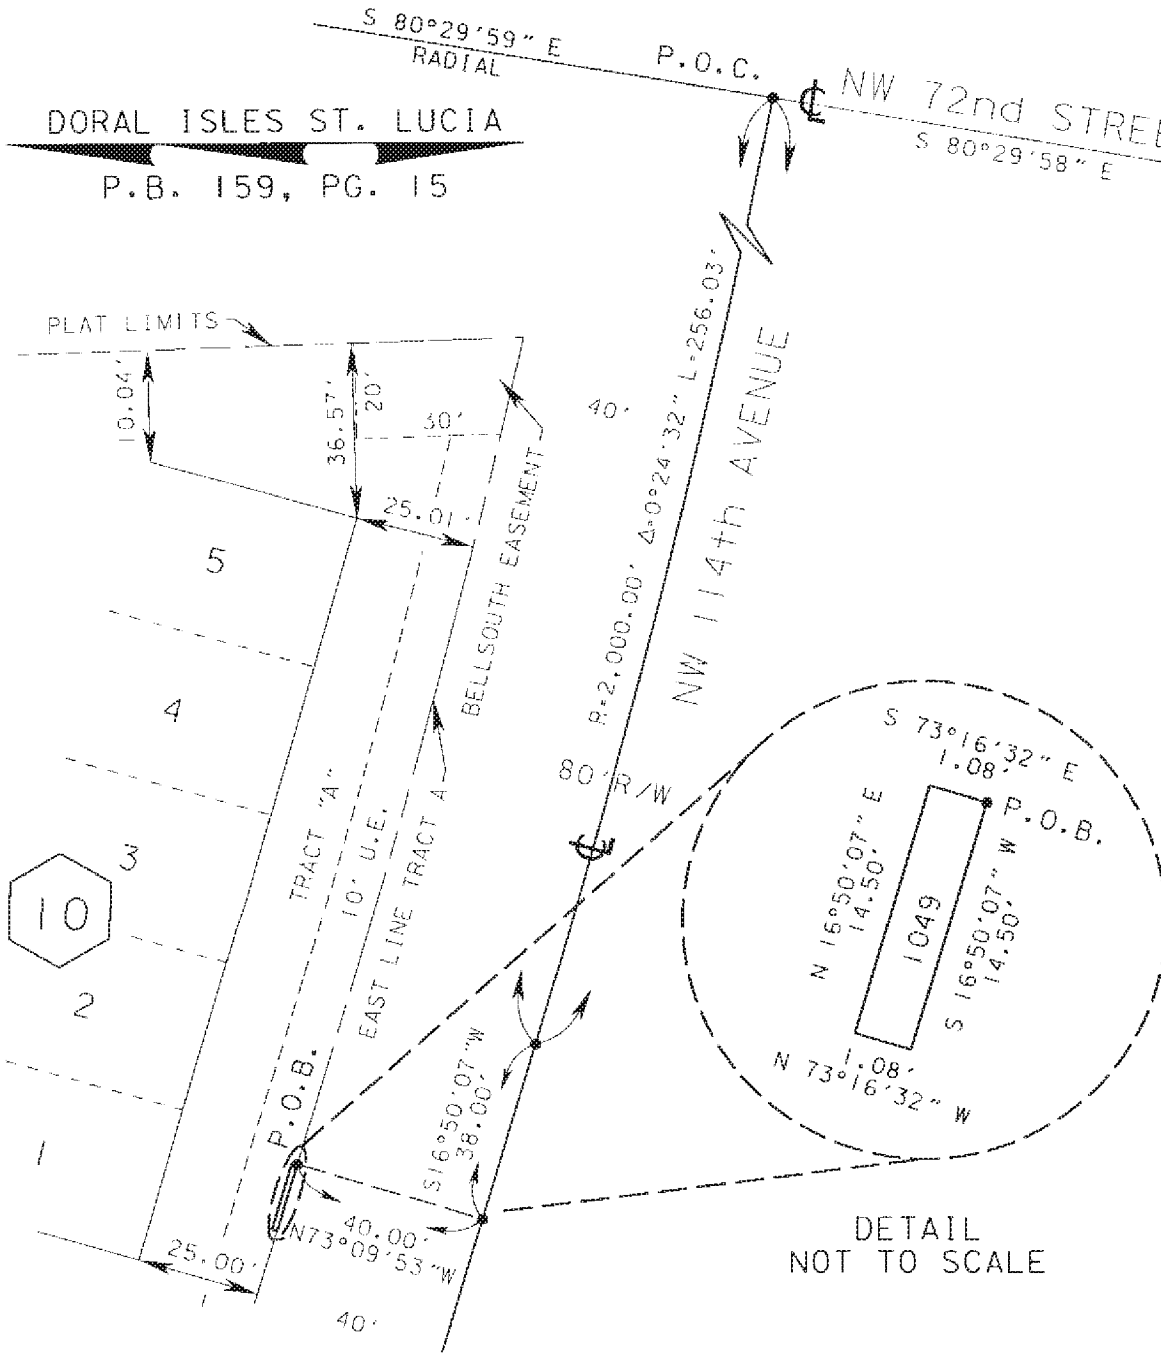 S 80°29'59" E
RADIAL
P.O.C.
NW 72nd STREE
S 80°29'58" E
DORAL ISLES ST. LUCIA
P.B. 159, PG. 15
PLAT LIMITS
10.04'
36.5'
20'
30'
25.01'
40'
BELLSOUTH EASEMENT
R=2,000.00' Δ=0°24'32" L=256.03'
NW 114th AVENUE
5
4
3
2
1
10
TRACT "A"
10' U.E.
EAST LINE TRACT A
80' R/W
P.O.B.
S16°50'07"W
38.00'
40.00'
N73°09'53"W
25.00'
40'
S 73°16'32" E
1.08'
P.O.B.
N 16°50'07" E
14.50'
1049
S 16°50'07" W
14.50'
1.08'
N 73°16'32" W
DETAIL
NOT TO SCALE